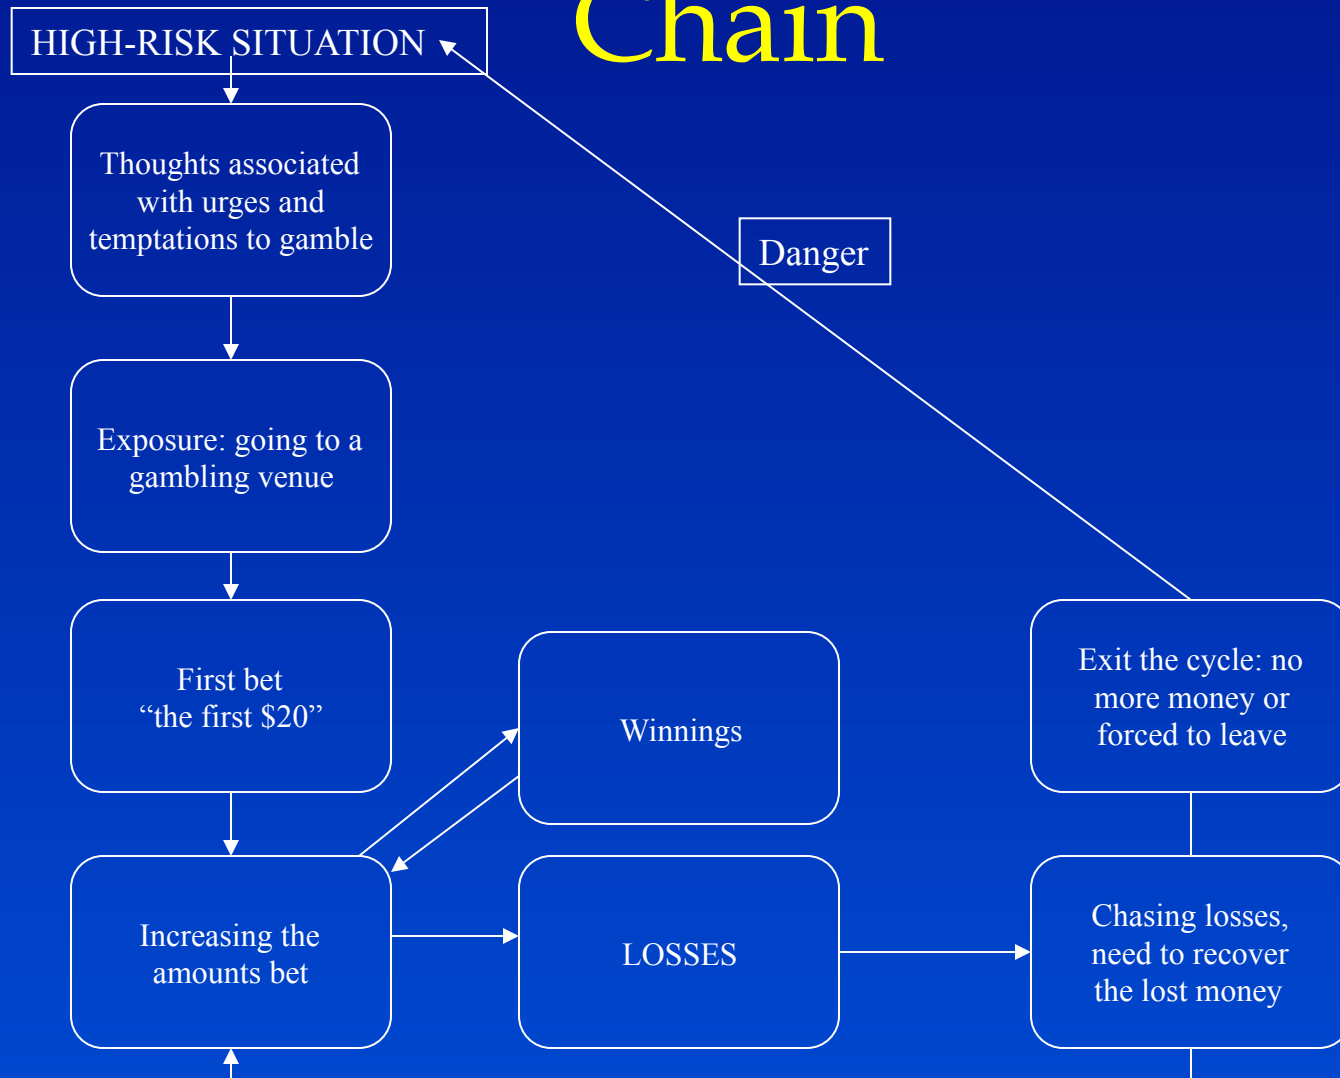 Chain
HIGH-RISK SITUATION
Thoughts associated
with urges and
temptations to gamble
Danger
Exposure: going to a
gambling venue
First bet
“the first $20”
Winnings
Exit the cycle: no
more money or
forced to leave
Increasing the
amounts bet
LOSSES
Chasing losses,
need to recover
the lost money